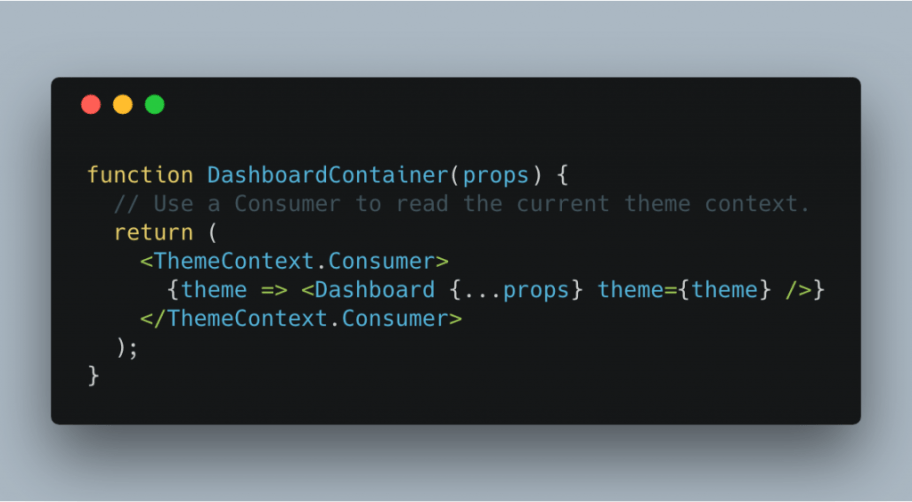 function DashboardContainer(props) {
  // Use a Consumer to read the current theme context.
  return (
    <ThemeContext.Consumer>
      {theme => <Dashboard {...props} theme={theme} />}
    </ThemeContext.Consumer>
  );
}